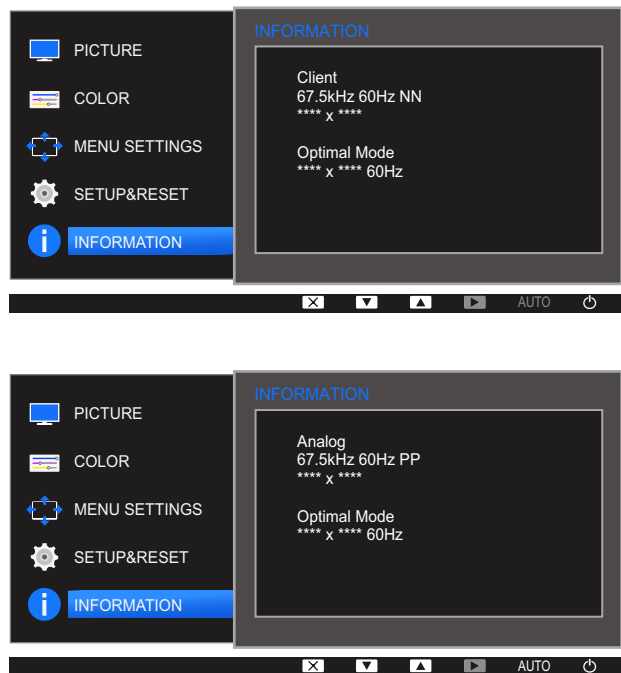 INFORMATION
PICTURE
COLOR
MENU SETTINGS
SETUP&RESET
INFORMATION
Client
67.5kHz 60Hz NN
**** x ****
Optimal Mode
**** x **** 60Hz
AUTO
INFORMATION
PICTURE
COLOR
MENU SETTINGS
SETUP&RESET
INFORMATION
Analog
67.5kHz 60Hz PP
**** x ****
Optimal Mode
**** x **** 60Hz
AUTO